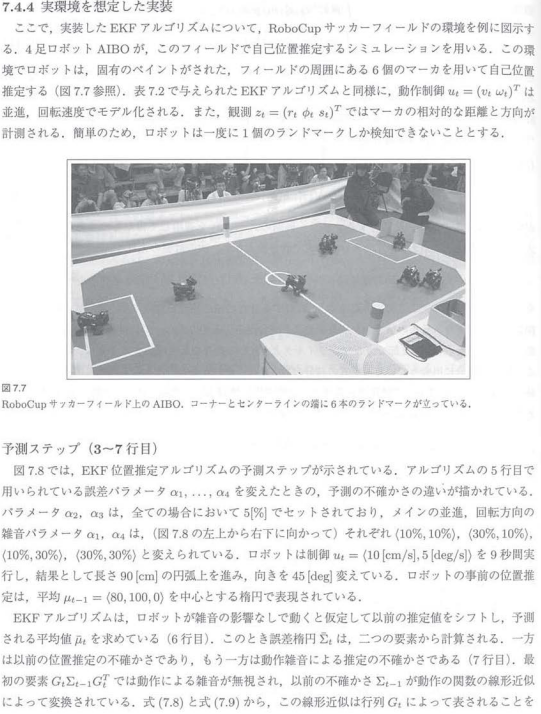 7.4.4 実環境を想定した実装
ここで，実装した EKF アルゴリズムについて，RoboCup サッカーフィールドの環境を例に図示す
る．4 足ロボット AIBO が，このフィールドで自己位置推定するシミュレーションを用いる．この環
境でロボットは，固有のペイントがされた，フィールドの周囲にある 6 個のマーカを用いて自己位置
推定する（図 7.7 参照）．表 7.2 で与えられた EKF アルゴリズムと同様に，動作制御 uₜ = (vₜ ωₜ)ᵀ は
並進，回転速度でモデル化される．また，観測 zₜ = (rₜ ϕₜ sₜ)ᵀ ではマーカの相対的な距離と方向が
計測される．簡単のため，ロボットは一度に 1 個のランドマークしか検知できないこととする．
図 7.7
RoboCup サッカーフィールド上の AIBO．コーナーとセンターラインの端に 6 本のランドマークが立っている．
予測ステップ（3〜7 行目）
図 7.8 では，EKF 位置推定アルゴリズムの予測ステップが示されている．アルゴリズムの 5 行目で
用いられている誤差パラメータ α₁, . . . , α₄ を変えたときの，予測の不確かさの違いが描かれている．
パラメータ α₂，α₃ は，全ての場合において 5[%] でセットされており，メインの並進，回転方向の
雑音パラメータ α₁，α₄ は，（図 7.8 の左上から右下に向かって）それぞれ ⟨10%, 10%⟩，⟨30%, 10%⟩，
⟨10%, 30%⟩，⟨30%, 30%⟩ と変えられている．ロボットは制御 uₜ = ⟨10 [cm/s], 5 [deg/s]⟩ を 9 秒間実
行し，結果として長さ 90 [cm] の円弧上を進み，向きを 45 [deg] 変えている．ロボットの事前の位置推
定は，平均 μₜ₋₁ = ⟨80, 100, 0⟩ を中心とする楕円で表現されている．
EKF アルゴリズムは，ロボットが雑音の影響なしで動くと仮定して以前の推定値をシフトし，予測
される平均値 μ̄ₜ を求めている（6 行目）．このとき誤差楕円 Σ̄ₜ は，二つの要素から計算される．一方
は以前の位置推定の不確かさであり，もう一方は動作雑音による推定の不確かさである（7 行目）．最
初の要素 GₜΣₜ₋₁Gₜᵀ では動作による雑音が無視され，以前の不確かさ Σₜ₋₁ が動作の関数の線形近似
によって変換されている．式 (7.8) と式 (7.9) から，この線形近似は行列 Gₜ によって表されることを